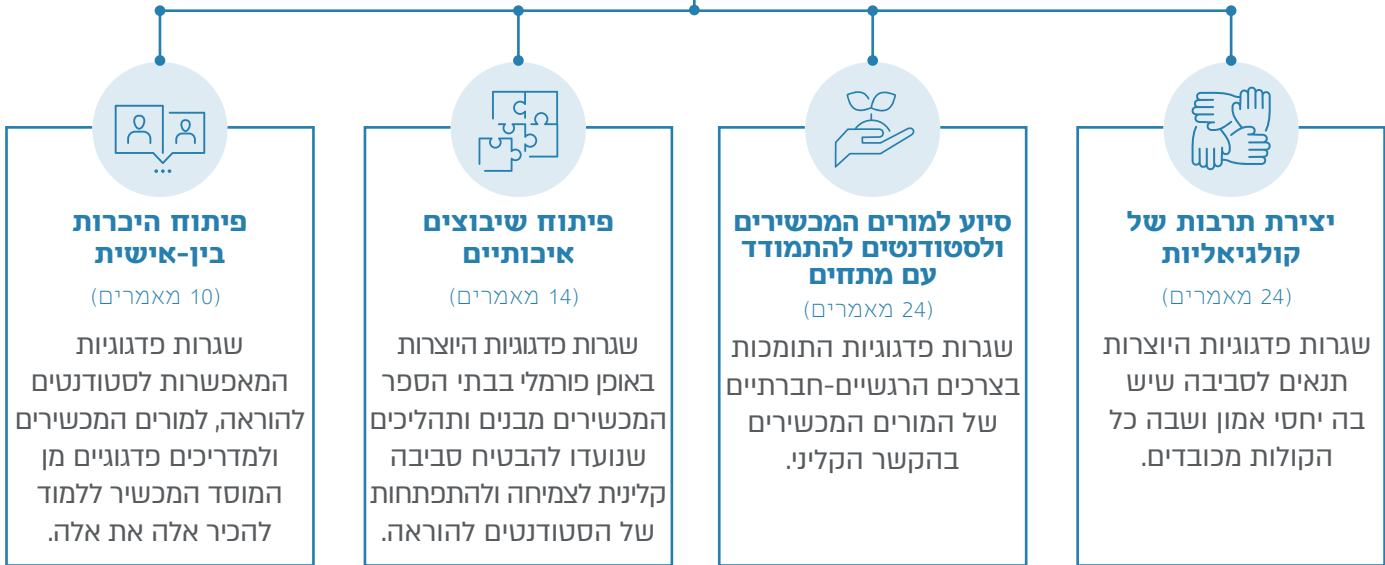 יצירת תרבות של
קולגיאליות
(24 מאמרים)
שגרות פדגוגיות היוצרות
תנאים לסביבה שיש
בה יחסי אמון ושבה כל
הקולות מכובדים.
סיוע למורים המכשירים
ולסטודנטים להתמודד
עם מתחים
(24 מאמרים)
שגרות פדגוגיות התומכות
בצרכים הרגשיים-חברתיים
של המורים המכשירים
בהקשר הקליני.
פיתוח שיבוצים
איכותיים
(14 מאמרים)
שגרות פדגוגיות היוצרות
באופן פורמלי בבתי הספר
המכשירים מבנים ותהליכים
שנועדו להבטיח סביבה
קלינית לצמיחה ולהתפתחות
של הסטודנטים להוראה.
פיתוח היכרות
בין-אישית
(10 מאמרים)
שגרות פדגוגיות
המאפשרות לסטודנטים
להוראה, למורים המכשירים
ולמדריכים פדגוגיים מן
המוסד המכשיר ללמוד
להכיר אלה את אלה.